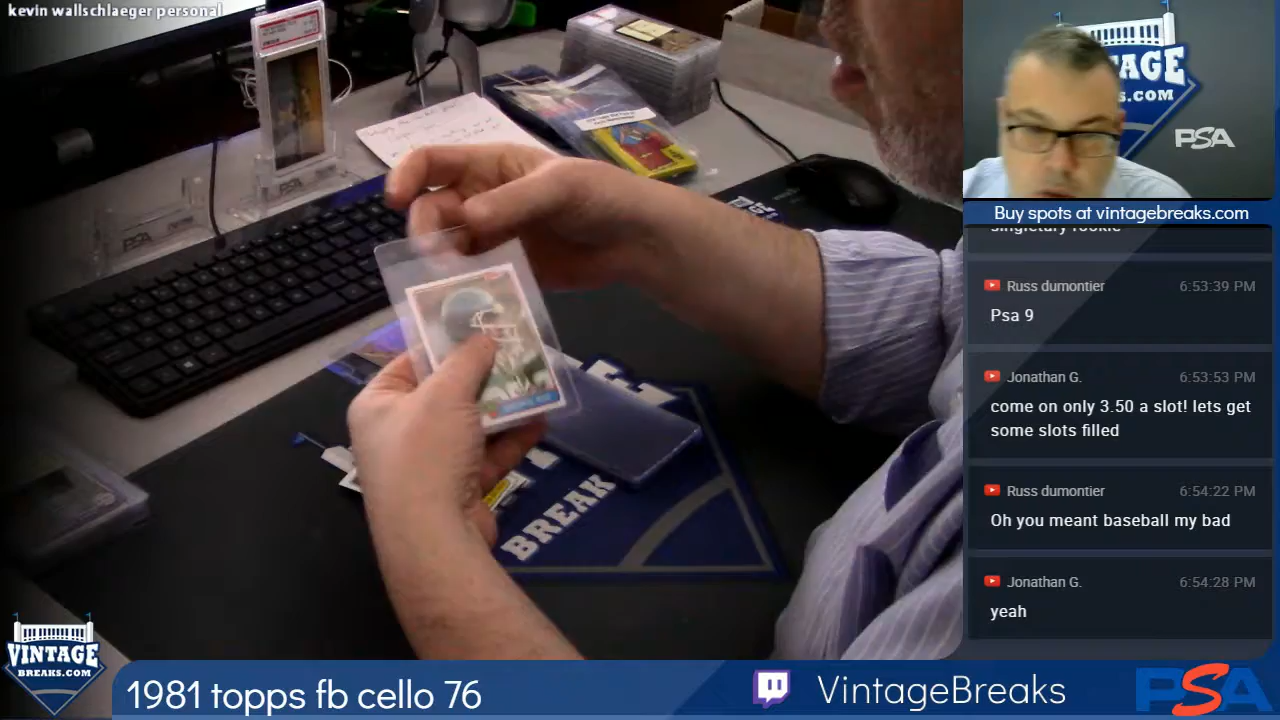 kevin wallschlaeger personal
PSA
VINTAGE
.COM
PSA
Buy spots at vintagebreaks.com
singletary rookie
Russ dumontier 6:53:39 PM
Psa 9
Jonathan G. 6:53:53 PM
come on only 3.50 a slot! lets get
some slots filled
Russ dumontier 6:54:22 PM
Oh you meant baseball my bad
Jonathan G. 6:54:28 PM
yeah
BREAK
VINTAGE
BREAKS.COM
1981 topps fb cello 76
VintageBreaks
PSA